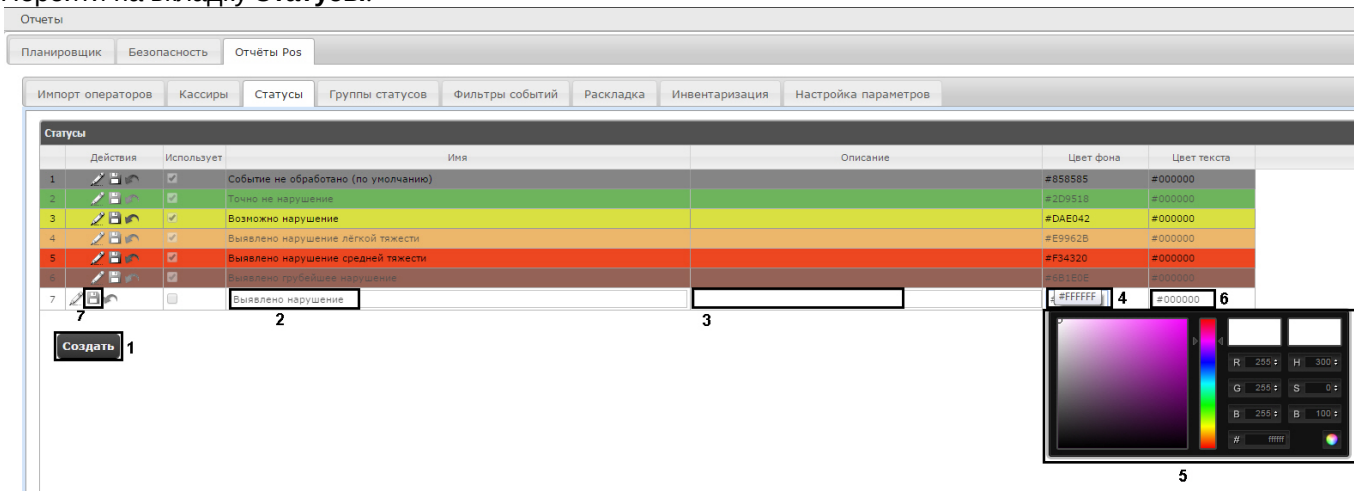 Перейти на вкладку Статусы.
Отчеты
Планировщик Безопасность Отчёты Pos
Импорт операторов Кассиры Статусы Группы статусов Фильтры событий Раскладка Инвентаризация Настройка параметров
Статусы
Действия Использует Имя Описание Цвет фона Цвет текста
1 Событие не обработано (по умолчанию) #858585 #000000
2 Точно не нарушение #2D9518 #000000
3 Возможно нарушение #DAE042 #000000
4 Выявлено нарушение лёгкой тяжести #E9962B #000000
5 Выявлено нарушение средней тяжести #F34320 #000000
6 Выявлено грубейшее нарушение #6B1E0E #000000
7 Выявлено нарушение #FFFFFF 4 #000000 6
7 2 3
Создать 1
R 255 H 300
G 255 S 0
B 255 B 100
# ffffff
5